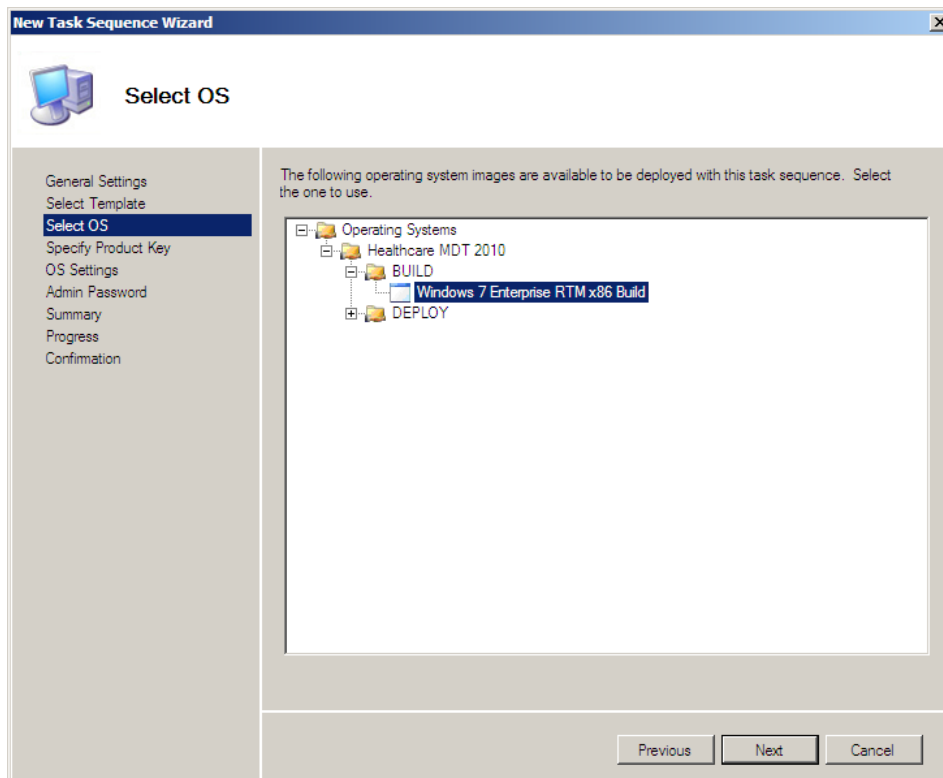 New Task Sequence Wizard
Select OS
General Settings
Select Template
Select OS
Specify Product Key
OS Settings
Admin Password
Summary
Progress
Confirmation
The following operating system images are available to be deployed with this task sequence.  Select
the one to use.
Operating Systems
Healthcare MDT 2010
BUILD
Windows 7 Enterprise RTM x86 Build
DEPLOY
Previous
Next
Cancel